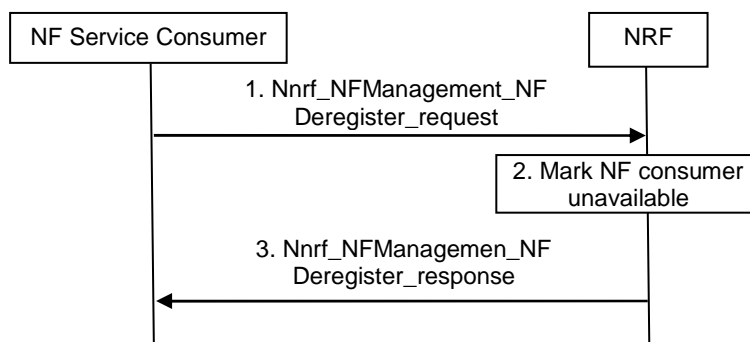 NF Service Consumer
NRF
1. Nnrf_NFManagement_NF
Deregister_request
2. Mark NF consumer
unavailable
3. Nnrf_NFManagemen_NF
Deregister_response